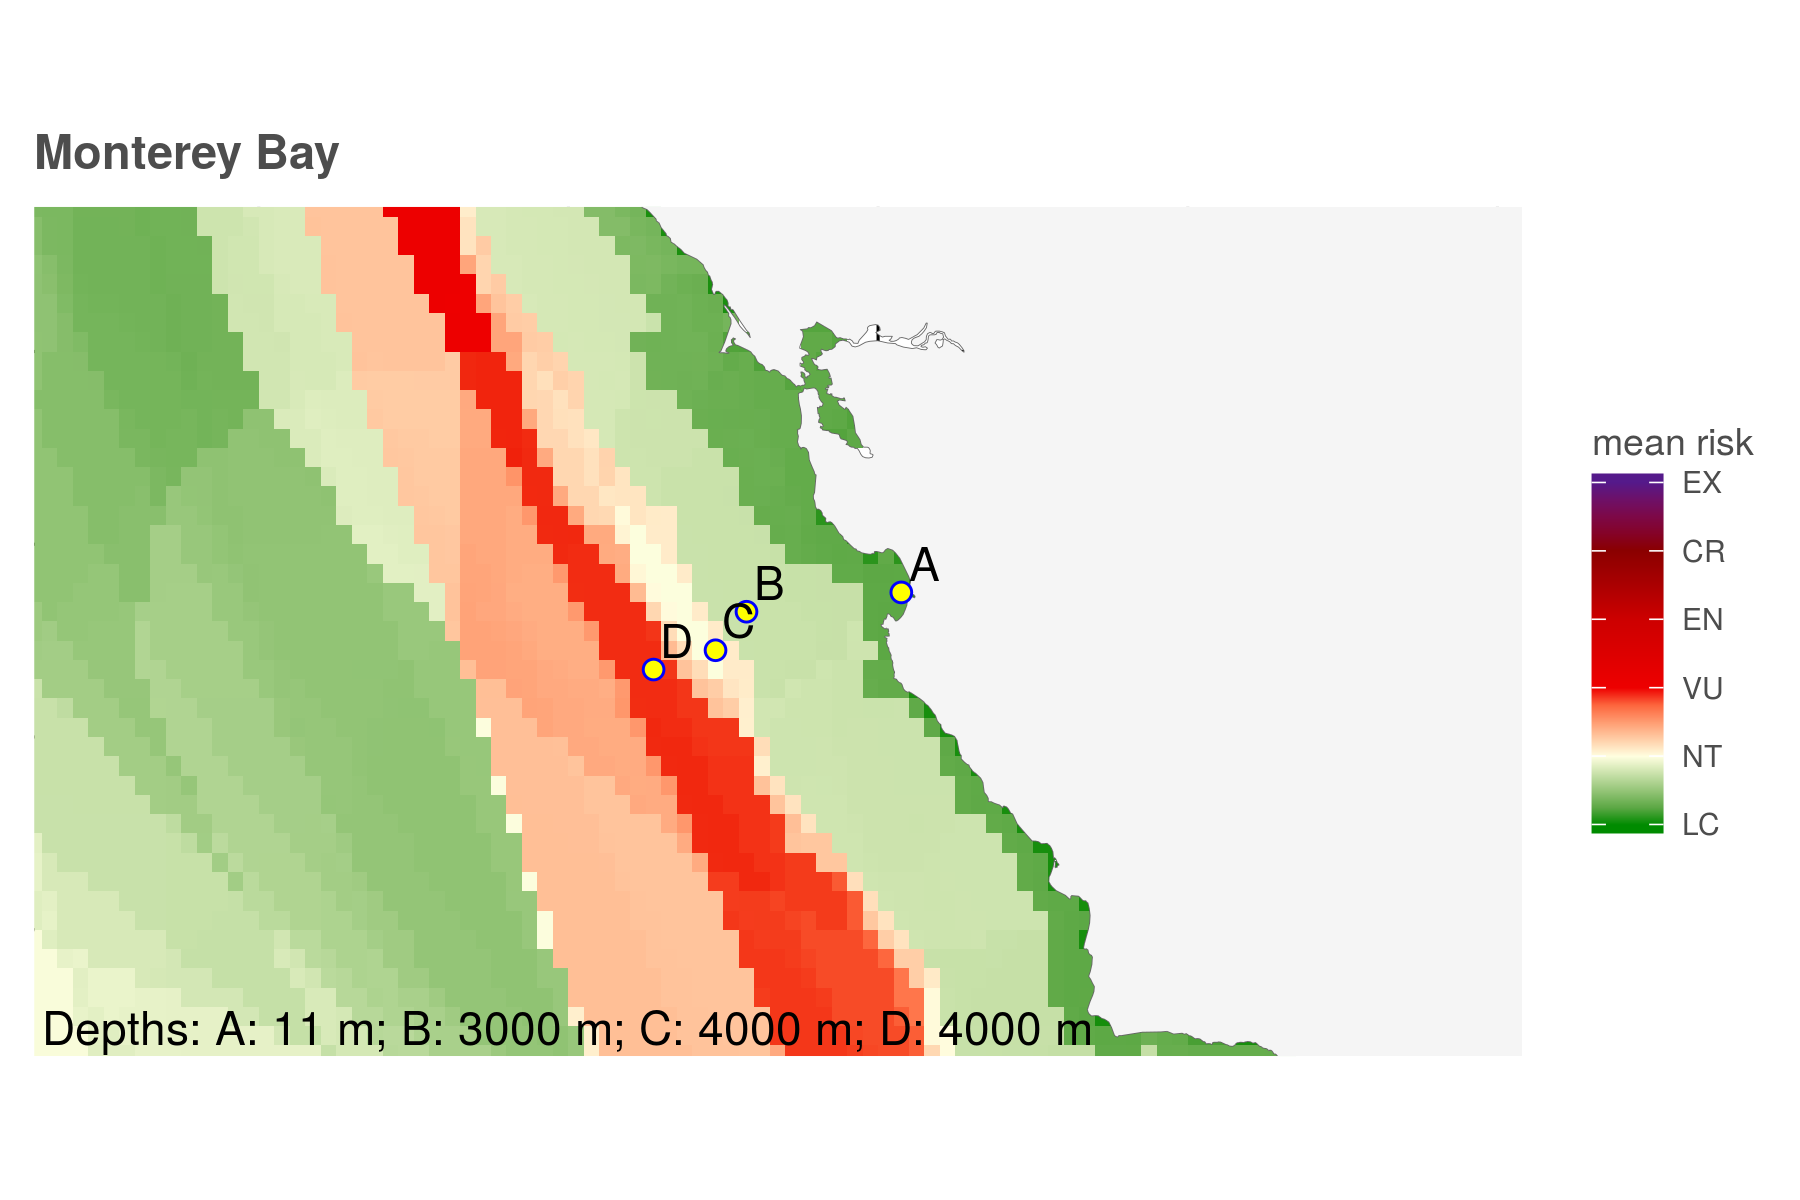 Monterey Bay
A
B
C
D
Depths: A: 11 m; B: 3000 m; C: 4000 m; D: 4000 m
mean risk
EX
CR
EN
VU
NT
LC